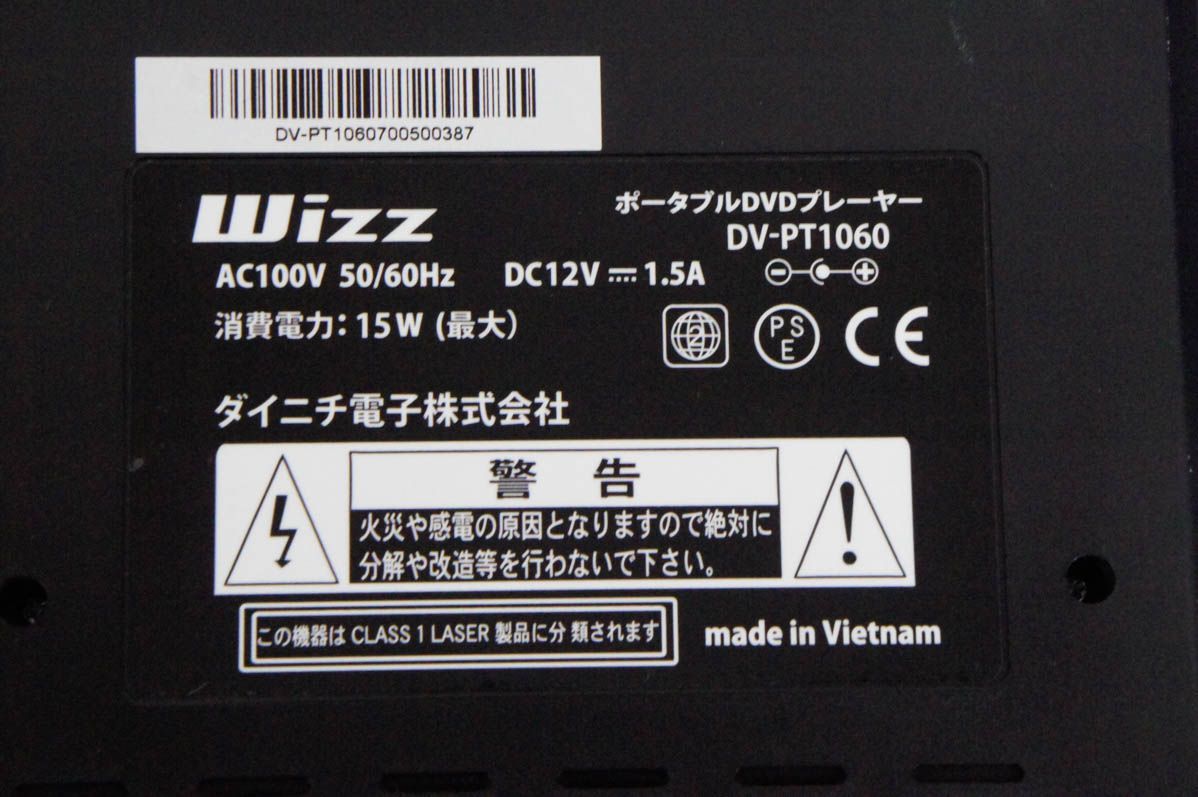 DV-PT1060700500387
Wizz
ポータブルDVDプレーヤー
DV-PT1060
AC100V 50/60Hz DC12V 1.5A
消費電力：15W (最大)
2
PSE
CE
ダイニチ電子株式会社
警 告
火災や感電の原因となりますので絶対に
分解や改造等を行わないで下さい。
この機器は CLASS 1 LASER 製品に分 類されます
made in Vietnam